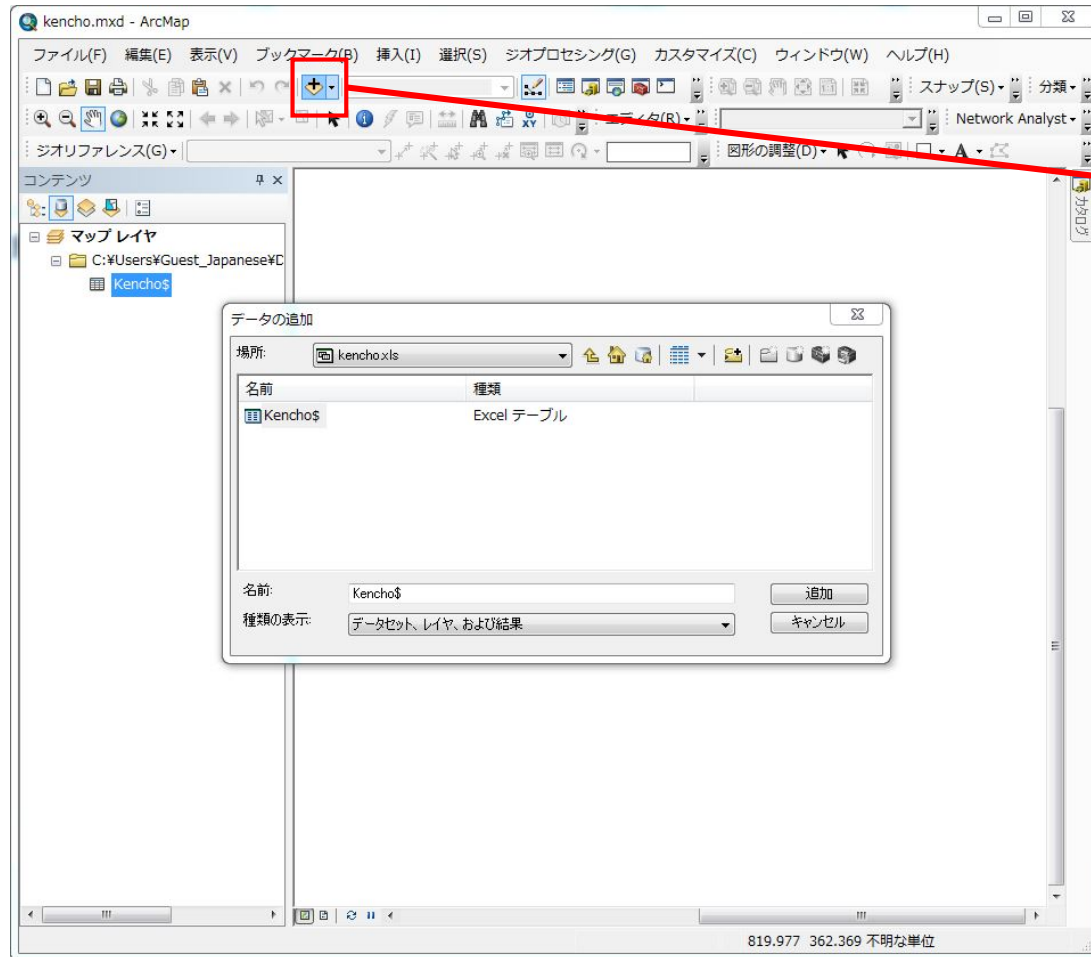 kencho.mxd - ArcMap
ファイル(F) 編集(E) 表示(V) ブックマーク(B) 挿入(I) 選択(S) ジオプロセシング(G) カスタマイズ(C) ウィンドウ(W) ヘルプ(H)
スナップ(S) 分類
エディタ(R) Network Analyst
ジオリファレンス(G) 図形の調整(D)
コンテンツ
カタログ
マップ レイヤ
C:¥Users¥Guest_Japanese¥D
Kencho$
データの追加
場所: kencho.xls
名前 種類
Kencho$ Excel テーブル
名前: Kencho$ 追加
種類の表示: データセット、レイヤ、および結果 キャンセル
819.977 362.369 不明な単位